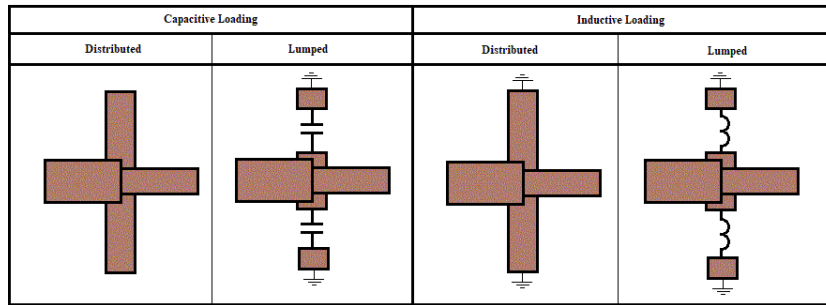 Capacitive Loading
Inductive Loading
Distributed
Lumped
Distributed
Lumped